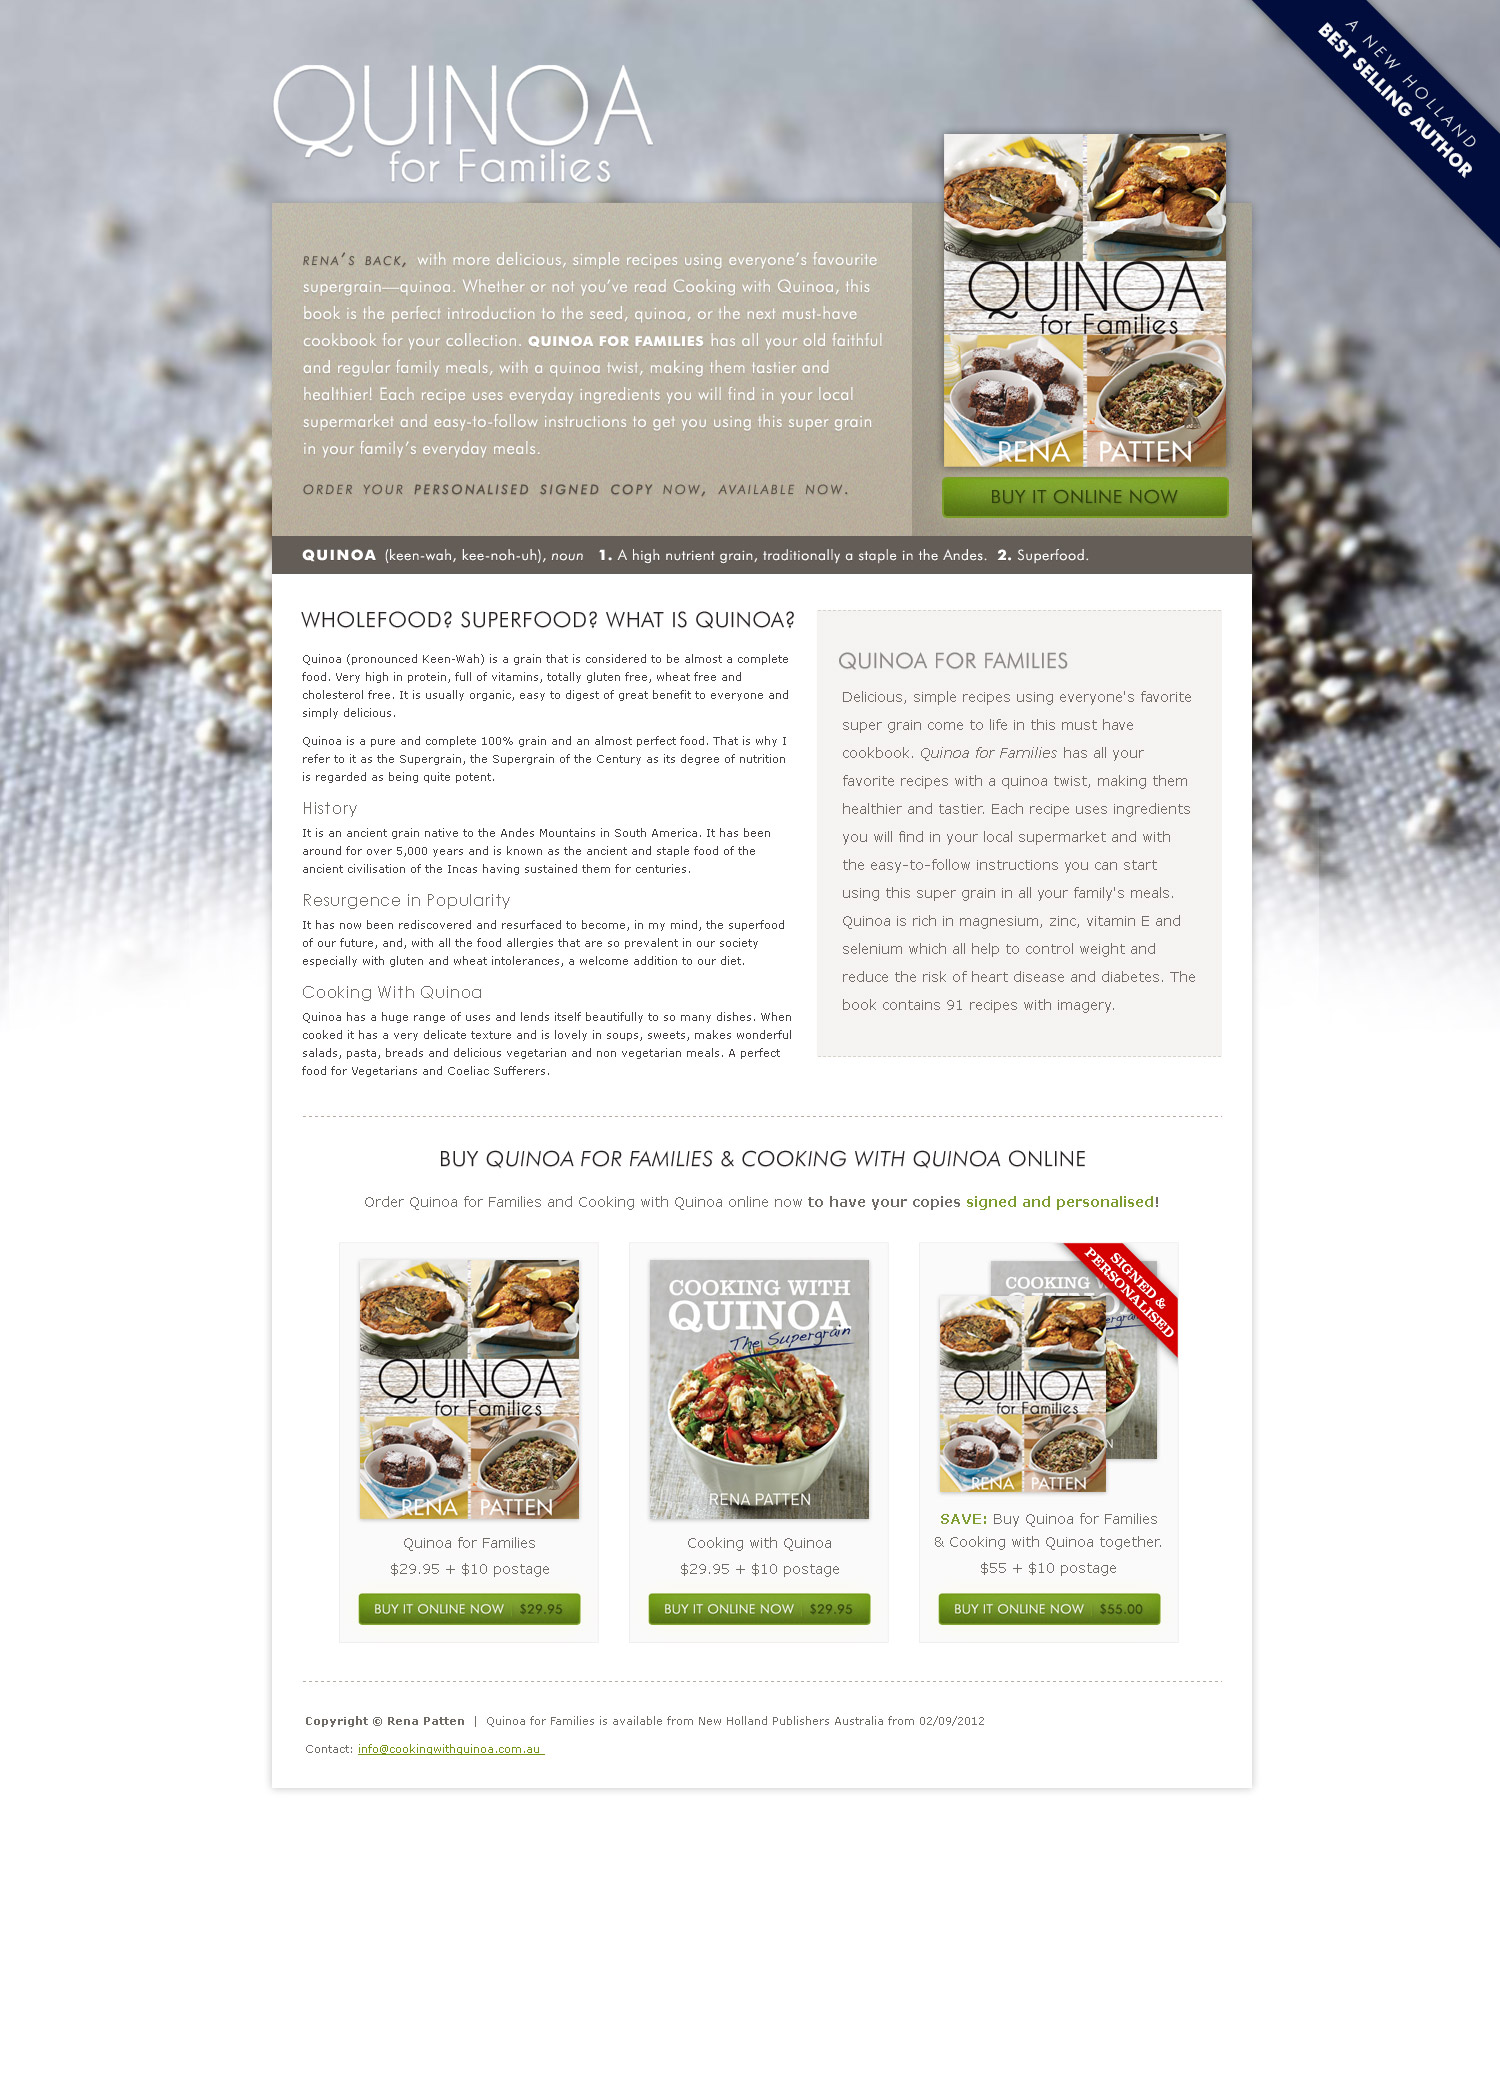 A NEW HOLLAND
BEST SELLING AUTHOR
QUINOA
for Families
RENA'S BACK, with more delicious, simple recipes using everyone's favourite
supergrain—quinoa. Whether or not you've read Cooking with Quinoa, this
book is the perfect introduction to the seed, quinoa, or the next must-have
cookbook for your collection. QUINOA FOR FAMILIES has all your old faithful
and regular family meals, with a quinoa twist, making them tastier and
healthier! Each recipe uses everyday ingredients you will find in your local
supermarket and easy-to-follow instructions to get you using this super grain
in your family's everyday meals.
ORDER YOUR PERSONALISED SIGNED COPY NOW, AVAILABLE NOW.
QUINOA
for Families
RENA PATTEN
BUY IT ONLINE NOW
QUINOA (keen-wah, kee-noh-uh), noun 1. A high nutrient grain, traditionally a staple in the Andes. 2. Superfood.
WHOLEFOOD? SUPERFOOD? WHAT IS QUINOA?
Quinoa (pronounced Keen-Wah) is a grain that is considered to be almost a complete
food. Very high in protein, full of vitamins, totally gluten free, wheat free and
cholesterol free. It is usually organic, easy to digest of great benefit to everyone and
simply delicious.
Quinoa is a pure and complete 100% grain and an almost perfect food. That is why I
refer to it as the Supergrain, the Supergrain of the Century as its degree of nutrition
is regarded as being quite potent.
History
It is an ancient grain native to the Andes Mountains in South America. It has been
around for over 5,000 years and is known as the ancient and staple food of the
ancient civilisation of the Incas having sustained them for centuries.
Resurgence in Popularity
It has now been rediscovered and resurfaced to become, in my mind, the superfood
of our future, and, with all the food allergies that are so prevalent in our society
especially with gluten and wheat intolerances, a welcome addition to our diet.
Cooking With Quinoa
Quinoa has a huge range of uses and lends itself beautifully to so many dishes. When
cooked it has a very delicate texture and is lovely in soups, sweets, makes wonderful
salads, pasta, breads and delicious vegetarian and non vegetarian meals. A perfect
food for Vegetarians and Coeliac Sufferers.
QUINOA FOR FAMILIES
Delicious, simple recipes using everyone's favorite
super grain come to life in this must have
cookbook. Quinoa for Families has all your
favorite recipes with a quinoa twist, making them
healthier and tastier. Each recipe uses ingredients
you will find in your local supermarket and with
the easy-to-follow instructions you can start
using this super grain in all your family's meals.
Quinoa is rich in magnesium, zinc, vitamin E and
selenium which all help to control weight and
reduce the risk of heart disease and diabetes. The
book contains 91 recipes with imagery.
BUY QUINOA FOR FAMILIES & COOKING WITH QUINOA ONLINE
Order Quinoa for Families and Cooking with Quinoa online now to have your copies signed and personalised!
QUINOA
for Families
RENA PATTEN
Quinoa for Families
$29.95 + $10 postage
BUY IT ONLINE NOW $29.95
COOKING WITH
QUINOA
The Supergrain
RENA PATTEN
Cooking with Quinoa
$29.95 + $10 postage
BUY IT ONLINE NOW $29.95
SIGNED &
PERSONALISED
COOKING W
QUINOA
for Families
RENA PATTEN
SAVE: Buy Quinoa for Families
& Cooking with Quinoa together.
$55 + $10 postage
BUY IT ONLINE NOW $55.00
Copyright © Rena Patten | Quinoa for Families is available from New Holland Publishers Australia from 02/09/2012
Contact: info@cookingwithquinoa.com.au